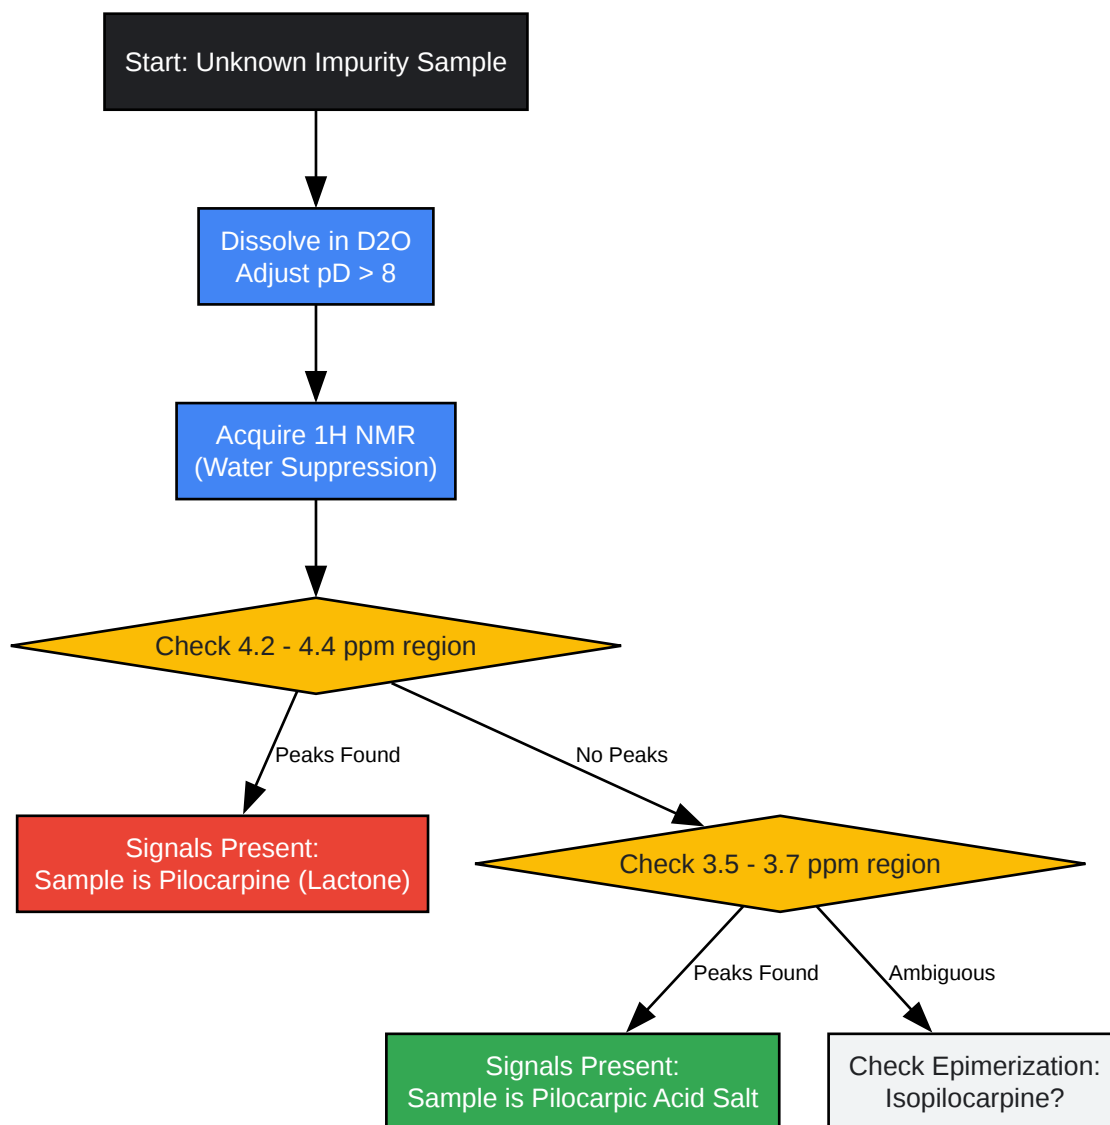 Start: Unknown Impurity Sample
Dissolve in D2O
Adjust pD > 8
Acquire 1H NMR
(Water Suppression)
Check 4.2 - 4.4 ppm region
Peaks Found
No Peaks
Signals Present:
Sample is Pilocarpine (Lactone)
Check 3.5 - 3.7 ppm region
Peaks Found
Ambiguous
Signals Present:
Sample is Pilocarpic Acid Salt
Check Epimerization:
Isopilocarpine?